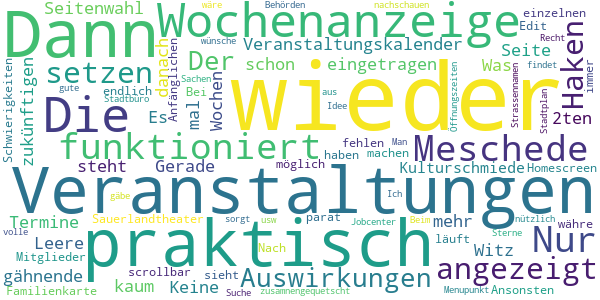 Seitenwahl wäre Behörden nachschauen einzelnen
Dann Wochenanzeige Edit Recht
Veranstaltungskalender Haken
Schwierigkeiten zukünftigen setzen danach Anfänglichen Der schon eingetragen Was Seite findet immer
wünsche Sachen Bei
gute endlich Stadtbüro Die Es mal Wochen wieder aus Idee Öffnungszeiten 2ten Strassennamen Stadtplan
funktioniert fehlen Man Meschede
haben machen
steht Gerade möglich Kulturschmiede Homescreen
Veranstaltungen
gäbe Ich
Termine Sauerlandtheater sorgt usw parat Jobcenter Beim mehr nützlich
volle Leere praktisch Sterne Nur
Mitglieder Nach läuft Witz währe
gähnende scrollbar sieht Auswirkungen angezeigt
Familienkarte kaum Keine Suche zusammengequetscht Menupunkt Ansonsten